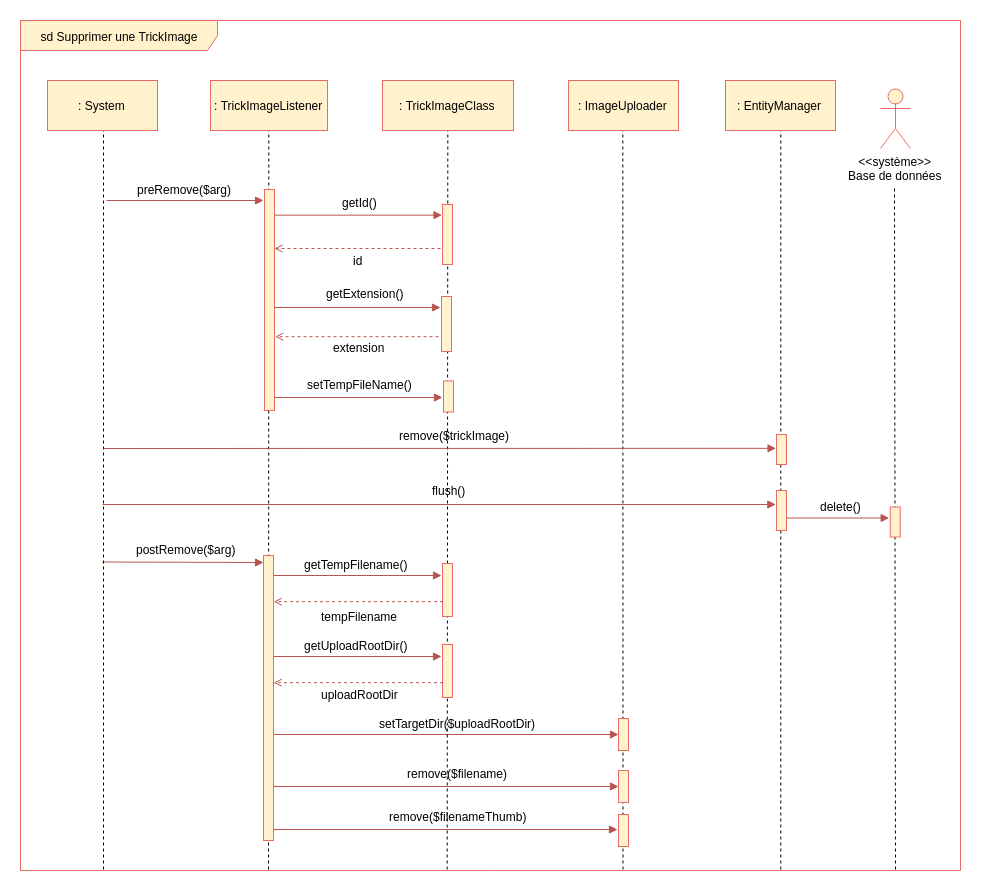 sd Supprimer une TrickImage
: System
: TrickImageListener
: TrickImageClass
: ImageUploader
: EntityManager
<<système>>
Base de données
preRemove($arg)
getId()
id
getExtension()
extension
setTempFileName()
remove($trickImage)
flush()
delete()
postRemove($arg)
getTempFilename()
tempFilename
getUploadRootDir()
uploadRootDir
setTargetDir($uploadRootDir)
remove($filename)
remove($filenameThumb)